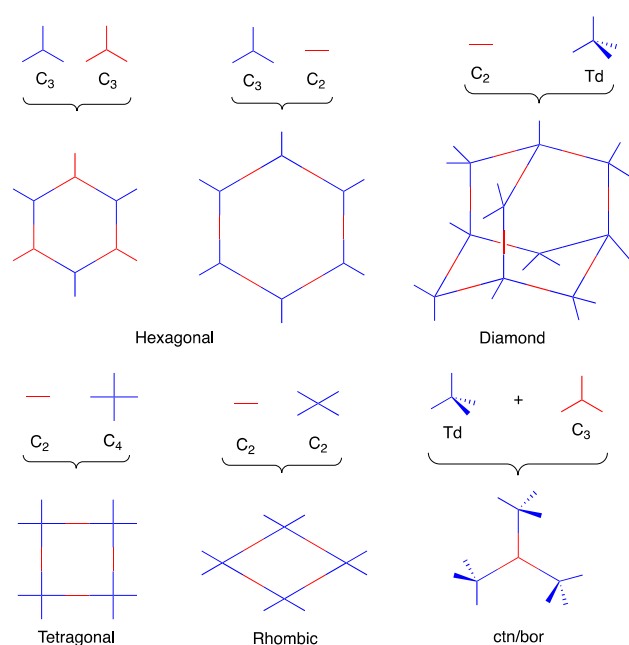 C3 C3 C3 C2 C2 Td
Hexagonal Diamond
C2 C4 C2 C2 Td + C3
Tetragonal Rhombic ctn/bor